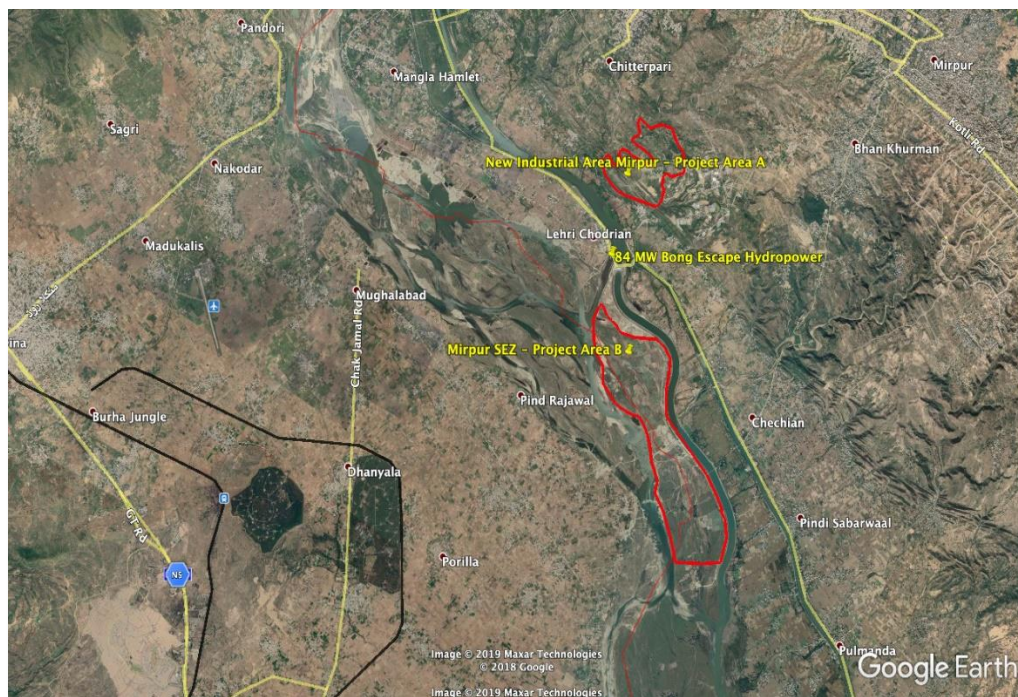 Pandori
Mangla Hamlet
Chitterpari
Mirpur
Sagri
Kotli Rd
Bhan Khurman
Nakodar
New Industrial Area Mirpur - Project Area A
Lehri Chodrian
Madukalis
84 MW Bong Escape Hydropower
Mughalabad
Chak Jamal Rd
ina
Mirpur SEZ - Project Area B
Pind Rajawal
Burha Jungle
Chechian
Dhanyala
GT Rd
Pindi Sabarwaal
Porilla
N5
Pulmanda
Image © 2019 Maxar Technologies
© 2018 Google
Image © 2019 Maxar Technologies
Google Earth